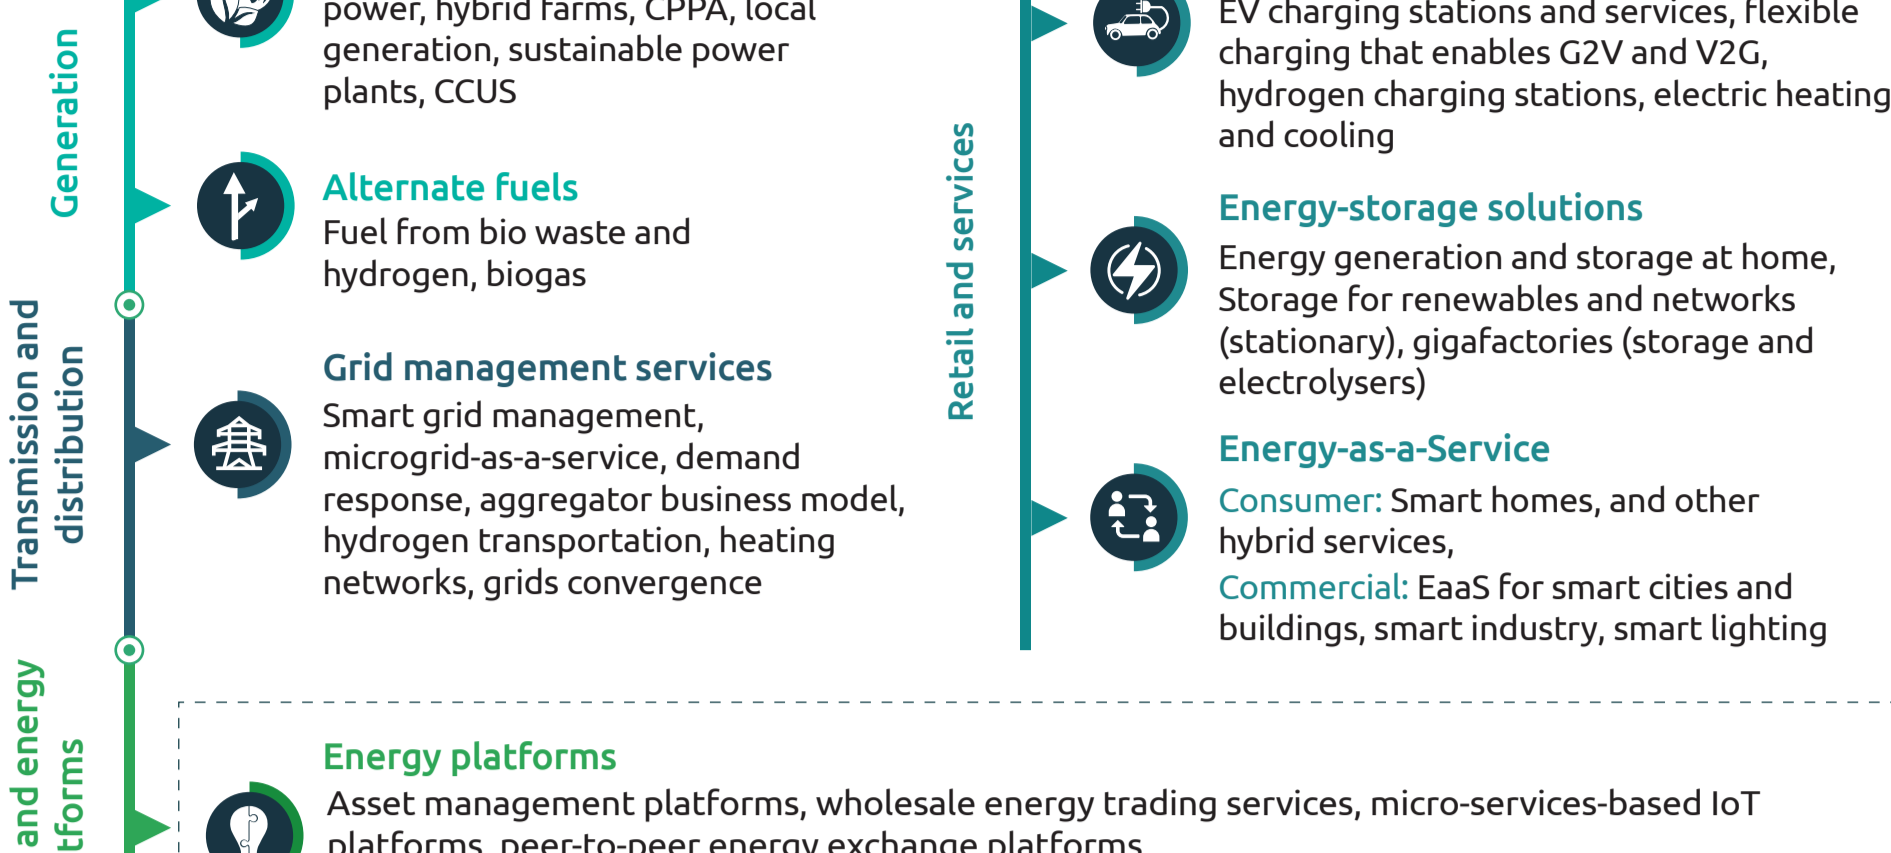 Generation
power, hybrid farms, CPPA, local
generation, sustainable power
plants, CCUS
Alternate fuels
Fuel from bio waste and
hydrogen, biogas
Transmission and
distribution
Grid management services
Smart grid management,
microgrid-as-a-service, demand
response, aggregator business model,
hydrogen transportation, heating
networks, grids convergence
Retail and services
EV charging stations and services, flexible
charging that enables G2V and V2G,
hydrogen charging stations, electric heating
and cooling
Energy-storage solutions
Energy generation and storage at home,
Storage for renewables and networks
(stationary), gigafactories (storage and
electrolysers)
Energy-as-a-Service
Consumer: Smart homes, and other
hybrid services,
Commercial: EaaS for smart cities and
buildings, smart industry, smart lighting
and energy
tforms
Energy platforms
Asset management platforms, wholesale energy trading services, micro-services-based IoT
platforms, peer-to-peer energy exchange platforms